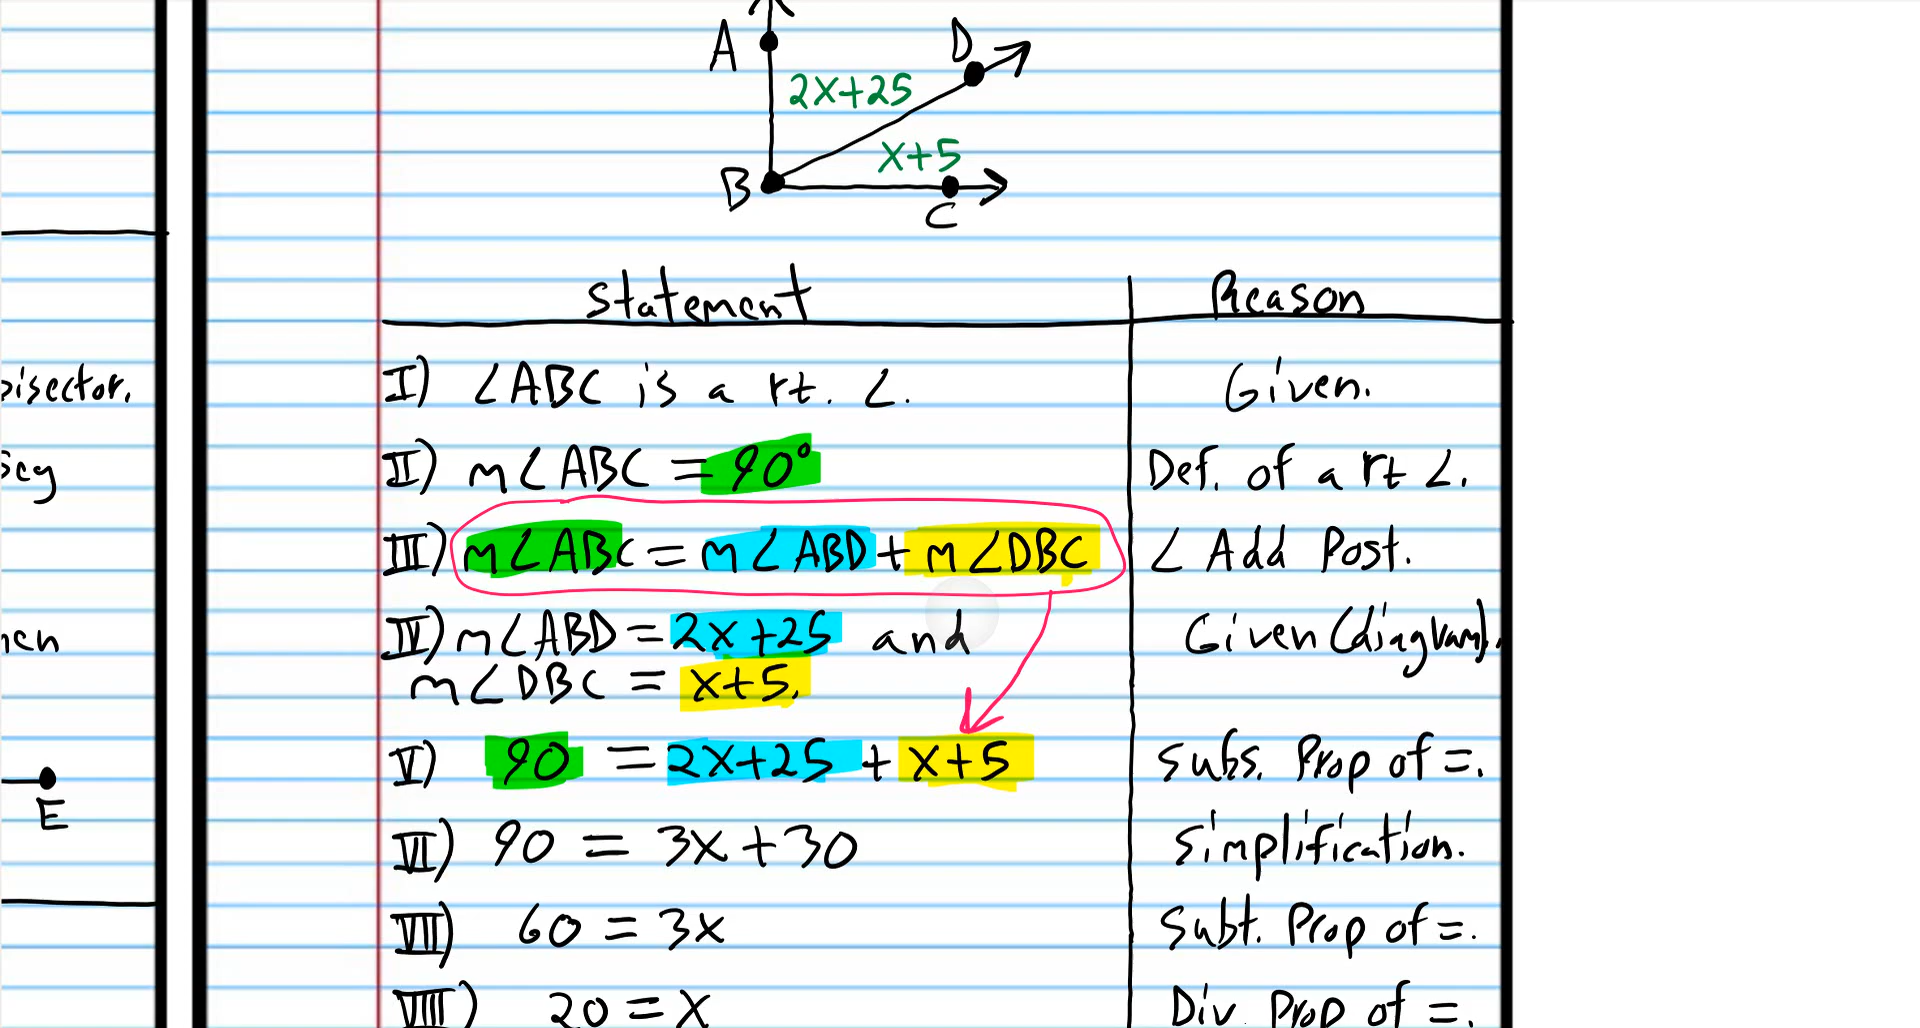 A
D
2x+25
x+5
B
C
Statement
Reason
I) ∠ABC is a rt. ∠.
Given.
bisector.
II) m∠ABC = 90°
Def. of a rt ∠.
seg
III) m∠ABC = m∠ABD + m∠DBC
∠ Add Post.
IV) m∠ABD = 2x+25 and
Given (diagram).
m∠DBC = x+5.
V) 90 = 2x+25 + x+5
Subs. Prop of =.
E
VI) 90 = 3x+30
Simplification.
VII) 60 = 3x
Subt. Prop of =.
VIII) 20 = x
Div. Prop of =.